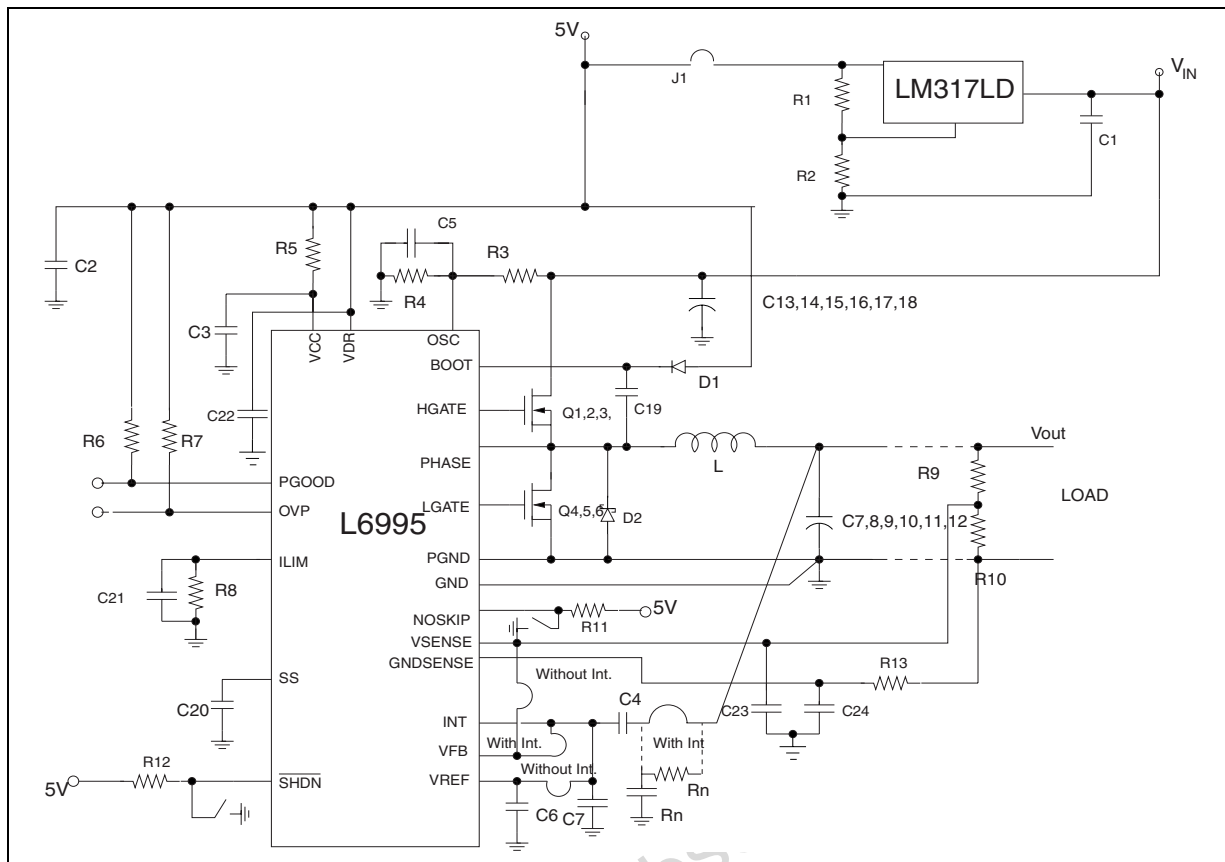 5V
J1
R1
LM317LD
VIN
C1
R2
C2
R5
C5
R3
R4
C13,14,15,16,17,18
C3
VCC
VDR
OSC
BOOT
D1
C22
HGATE
Q1,2,3,
C19
R6
R7
PHASE
L
Vout
R9
PGOOD
LGATE
Q4,5,6
D2
C7,8,9,10,11,12
LOAD
OVP
L6995
ILIM
PGND
GND
R10
C21
R8
NOSKIP
R11
5V
VSENSE
GNDSENSE
Without Int.
R13
SS
C20
C4
C23
C24
INT
With Int.
With Int
VFB
Without Int.
R12
5V
SHDN
VREF
Rn
C6
C7
Rn